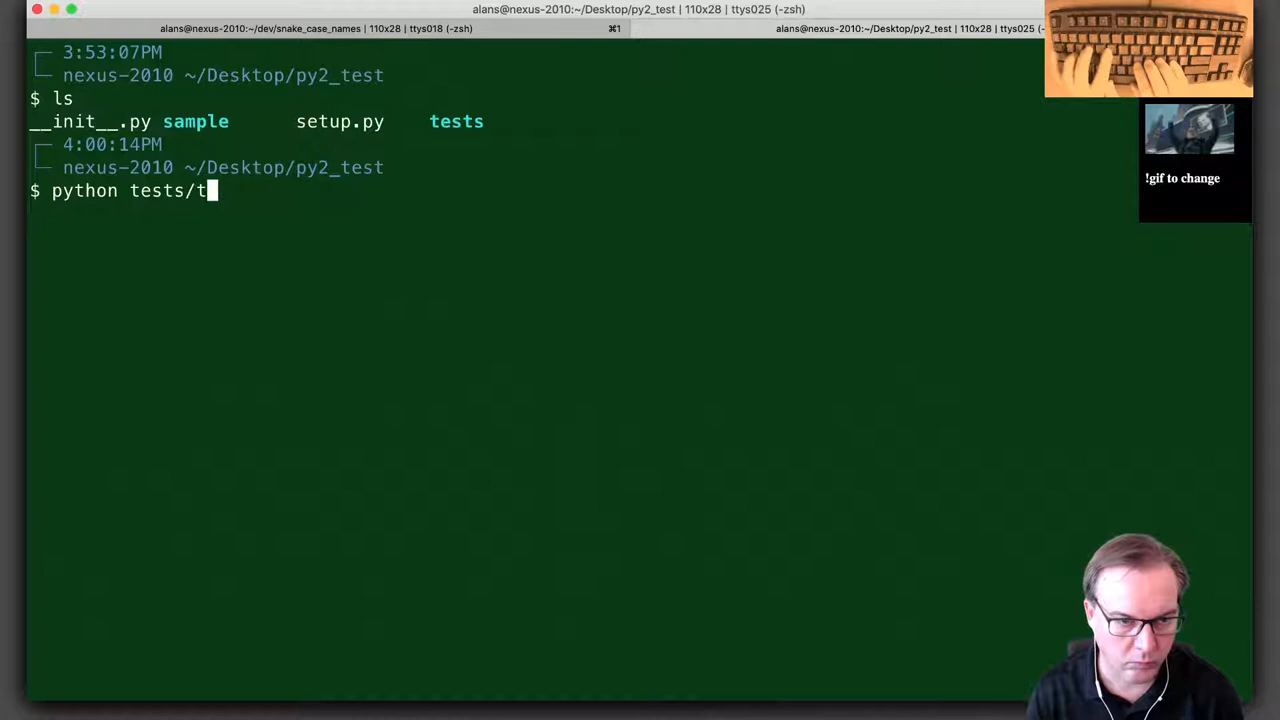 alans@nexus-2010:~/Desktop/py2_test | 110x28 | ttys025 (-zsh)
alans@nexus-2010:~/dev/snake_case_names | 110x28 | ttys018 (-zsh) ⌘1
alans@nexus-2010:~/Desktop/py2_test | 110x28 | ttys025 (-
3:53:07PM
nexus-2010 ~/Desktop/py2_test
$ ls
__init__.py sample setup.py tests
4:00:14PM
nexus-2010 ~/Desktop/py2_test
$ python tests/t
!gif to change